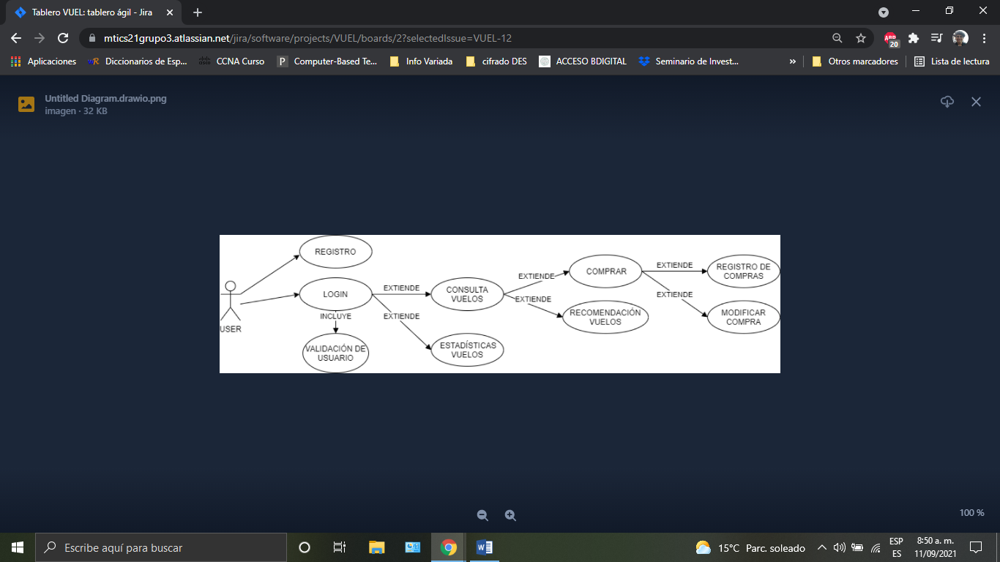 Tablero VUEL: tablero ágil - Jira
mtics21grupo3.atlassian.net/jira/software/projects/VUEL/boards/2?selectedIssue=VUEL-12
ABP
20
Aplicaciones
Diccionarios de Esp...
CCNA Curso
P Computer-Based Te...
Info Variada
cifrado DES
ACCESO BDIGITAL
Seminario de Invest...
»
Otros marcadores
Lista de lectura
Untitled Diagram.drawio.png
imagen · 32 KB
REGISTRO
LOGIN
USER
INCLUYE
VALIDACIÓN DE
USUARIO
EXTIENDE
EXTIENDE
CONSULTA
VUELOS
ESTADÍSTICAS
VUELOS
EXTIENDE
EXTIENDE
COMPRAR
RECOMENDACIÓN
VUELOS
EXTIENDE
EXTIENDE
REGISTRO DE
COMPRAS
MODIFICAR
COMPRA
100 %
Escribe aquí para buscar
15°C Parc. soleado
ESP
ES
8:50 a. m.
11/09/2021